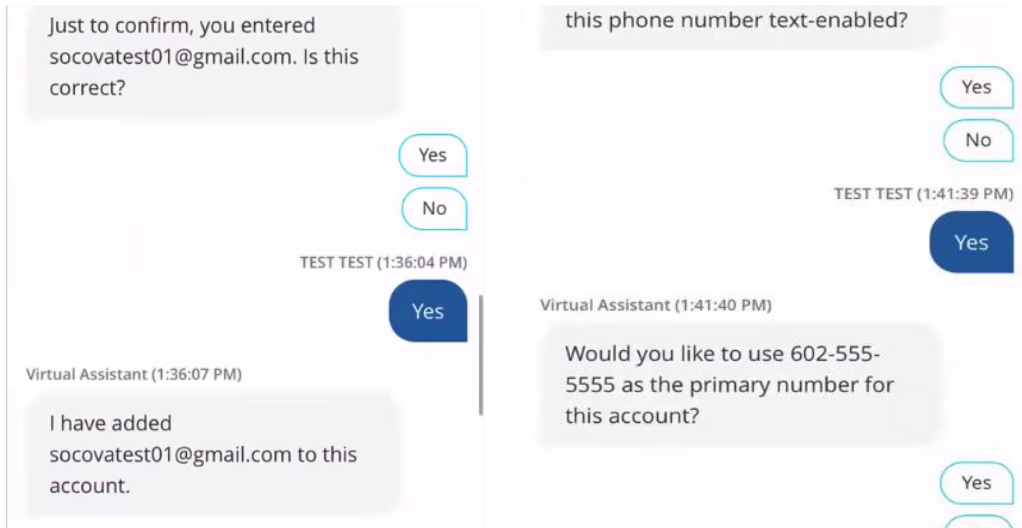 Just to confirm, you entered
socovatest01@gmail.com. Is this
correct?
Yes
No
TEST TEST (1:36:04 PM)
Yes
Virtual Assistant (1:36:07 PM)
I have added
socovatest01@gmail.com to this
account.
this phone number text-enabled?
Yes
No
TEST TEST (1:41:39 PM)
Yes
Virtual Assistant (1:41:40 PM)
Would you like to use 602-555-
5555 as the primary number for
this account?
Yes